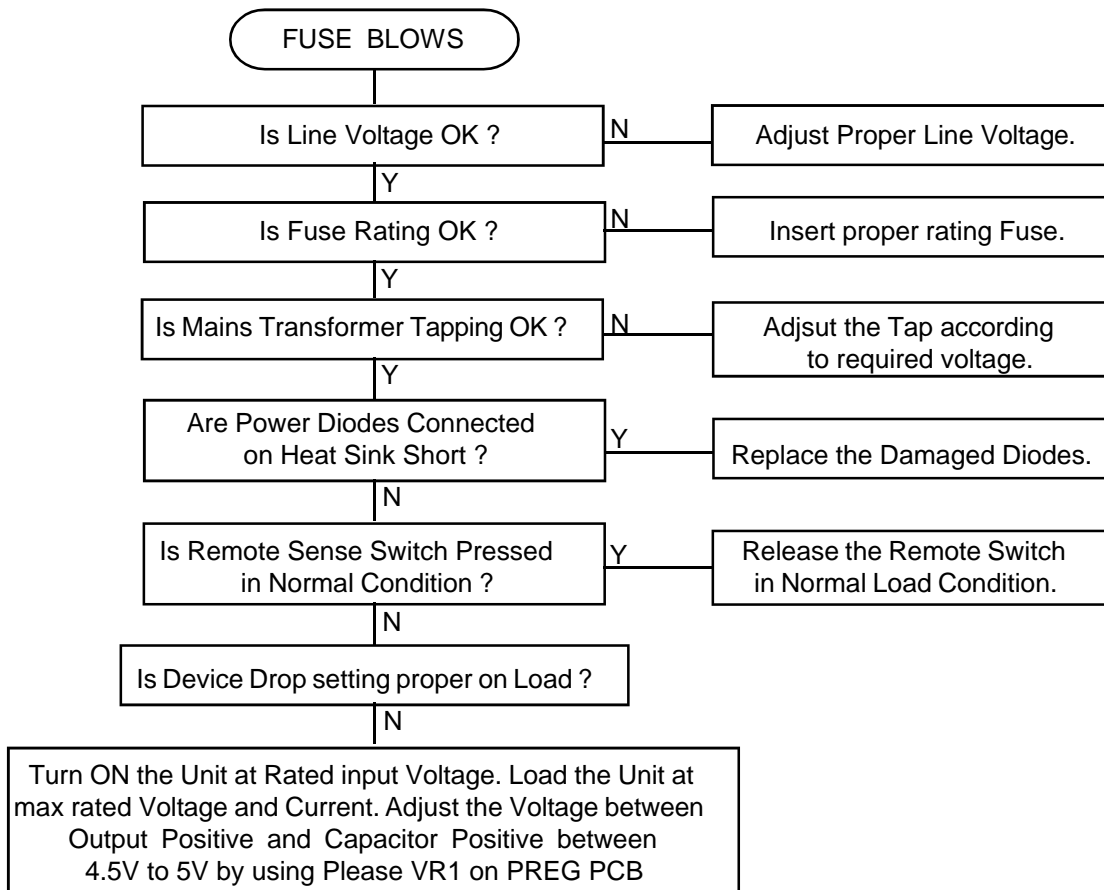 FUSE BLOWS
Is Line Voltage OK ?
N
Adjust Proper Line Voltage.
Y
Is Fuse Rating OK ?
N
Insert proper rating Fuse.
Y
Is Mains Transformer Tapping OK ?
N
Adjsut the Tap according
to required voltage.
Y
Are Power Diodes Connected
on Heat Sink Short ?
Y
Replace the Damaged Diodes.
N
Is Remote Sense Switch Pressed
in Normal Condition ?
Y
Release the Remote Switch
in Normal Load Condition.
N
Is Device Drop setting proper on Load ?
N
Turn ON the Unit at Rated input Voltage. Load the Unit at
max rated Voltage and Current. Adjust the Voltage between
Output Positive and Capacitor Positive between
4.5V to 5V by using Please VR1 on PREG PCB